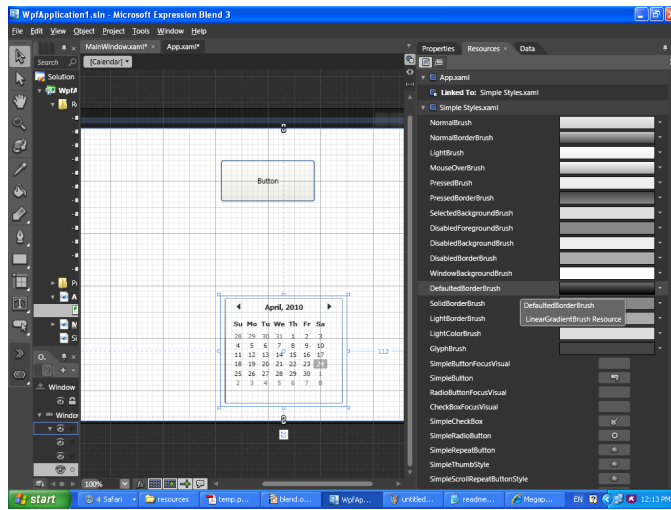 WpfApplication1.sln - Microsoft Expression Blend 3
File Edit View Object Project Tools Window Help
MainWindow.xaml* × App.xaml*
Search
[Calendar]
Solution
Button
April, 2010
Su Mo Tu We Th Fr Sa
28 29 30 31 1 2 3
4 5 6 7 8 9 10
11 12 13 14 15 16 17
18 19 20 21 22 23 24
25 26 27 28 29 30 1
2 3 4 5 6 7 8
112
O.
Window
Windo
100%
Properties Resources × Data
App.xaml
Linked To: Simple Styles.xaml
Simple Styles.xaml
NormalBrush
NormalBorderBrush
LightBrush
MouseOverBrush
PressedBrush
PressedBorderBrush
SelectedBackgroundBrush
DisabledForegroundBrush
DisabledBackgroundBrush
DisabledBorderBrush
WindowBackgroundBrush
DefaultedBorderBrush
SolidBorderBrush
LightBorderBrush
LightColorBrush
GlyphBrush
DefaultedBorderBrush
LinearGradientBrush Resource
SimpleButtonFocusVisual
SimpleButton
RadioButtonFocusVisual
CheckBoxFocusVisual
SimpleCheckBox
SimpleRadioButton
SimpleRepeatButton
SimpleThumbStyle
SimpleScrollRepeatButtonStyle
start
4 Safari
resources
temp.p...
blend.o...
WpfAp...
untitled...
readme...
Megap...
EN
12:13 PM